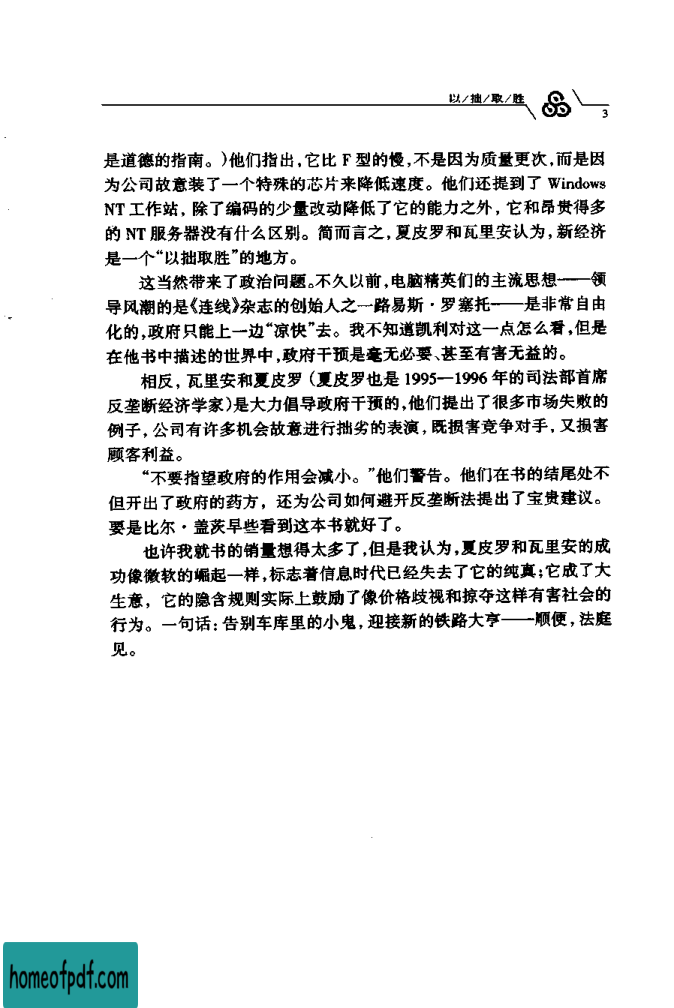 以/拙/取/胜
3
是道德的指南。)他们指出,它比 F 型的慢,不是因为质量更次,而是因
为公司故意装了一个特殊的芯片来降低速度。他们还提到了 Windows
NT 工作站, 除了编码的少量改动降低了它的能力之外, 它和昂贵得多
的 NT 服务器没有什么区别。简而言之,夏皮罗和瓦里安认为,新经济
是一个“以拙取胜”的地方。
这当然带来了政治问题。不久以前,电脑精英们的主流思想——领
导风潮的是《连线》杂志的创始人之一路易斯·罗塞托——是非常自由
化的,政府只能上一边“凉快”去。我不知道凯利对这一点怎么看,但是
在他书中描述的世界中,政府干预是毫无必要、甚至有害无益的。
相反, 瓦里安和夏皮罗 (夏皮罗也是 1995—1996 年的司法部首席
反垄断经济学家)是大力倡导政府干预的,他们提出了很多市场失败的
例子, 公司有许多机会故意进行拙劣的表演, 既损害竞争对手, 又损害
顾客利益。
“不要指望政府的作用会减小。”他们警告。他们在书的结尾处不
但开出了政府的药方, 还为公司如何避开反垄断法提出了宝贵建议。
要是比尔·盖茨早些看到这本书就好了。
也许我就书的销量想得太多了,但是我认为,夏皮罗和瓦里安的成
功像微软的崛起一样,标志着信息时代已经失去了它的纯真;它成了大
生意, 它的隐含规则实际上鼓励了像价格歧视和掠夺这样有害社会的
行为。一句话: 告别车库里的小鬼, 迎接新的铁路大亨——顺便, 法庭
见。
homeofpdf.com